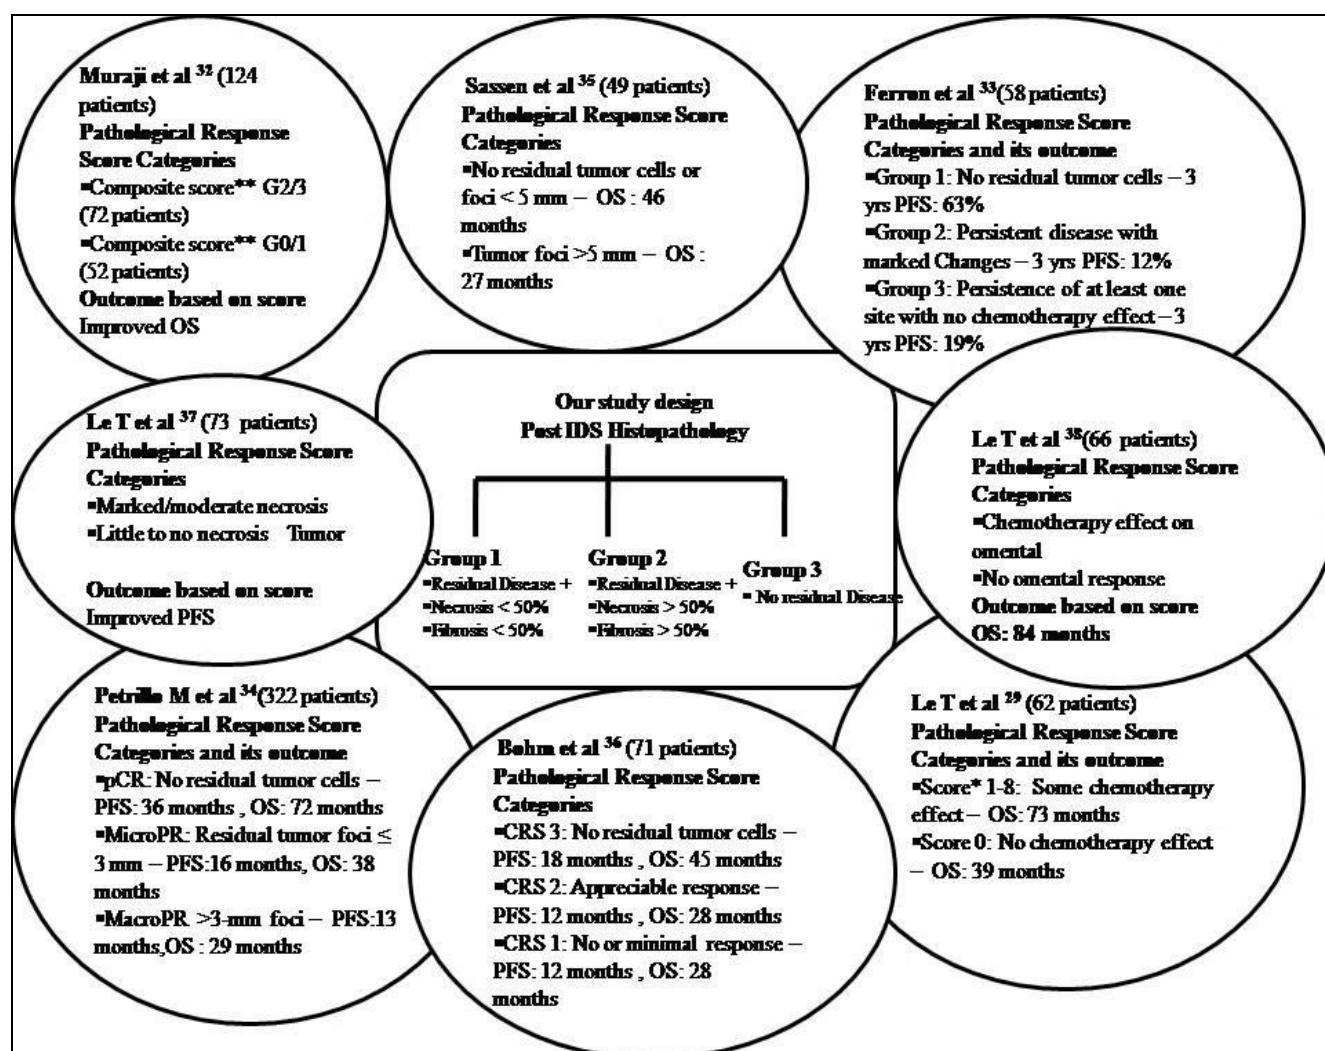 Muraji et al 32 (124
patients)
Pathological Response
Score Categories
▪Composite score** G2/3
(72 patients)
▪Composite score** G0/1
(52 patients)
Outcome based on score
Improved OS
Sassen et al 35 (49 patients)
Pathological Response Score
Categories
▪No residual tumor cells or
foci < 5 mm – OS : 46
months
▪Tumor foci >5 mm – OS :
27 months
Ferron et al 33(58 patients)
Pathological Response Score
Categories and its outcome
▪Group 1: No residual tumor cells – 3
yrs PFS: 63%
▪Group 2: Persistent disease with
marked Changes – 3 yrs PFS: 12%
▪Group 3: Persistence of at least one
site with no chemotherapy effect – 3
yrs PFS: 19%
Le T et al 37 (73 patients)
Pathological Response Score
Categories
▪Marked/moderate necrosis
▪Little to no necrosis Tumor
Outcome based on score
Improved PFS
Our study design
Post IDS Histopathology
Group 1
▪Residual Disease +
▪Necrosis < 50%
▪Fibrosis < 50%
Group 2
▪Residual Disease +
▪Necrosis > 50%
▪Fibrosis > 50%
Group 3
▪ No residual Disease
Le T et al 38(66 patients)
Pathological Response Score
Categories
▪Chemotherapy effect on
omental
▪No omental response
Outcome based on score
OS: 84 months
Petrillo M et al 34(322 patients)
Pathological Response Score
Categories and its outcome
▪pCR: No residual tumor cells –
PFS: 36 months , OS: 72 months
▪MicroPR: Residual tumor foci ≤
3 mm – PFS:16 months, OS: 38
months
▪MacroPR >3-mm foci – PFS:13
months,OS : 29 months
Bohm et al 36 (71 patients)
Pathological Response Score
Categories
▪CRS 3: No residual tumor cells –
PFS: 18 months , OS: 45 months
▪CRS 2: Appreciable response –
PFS: 12 months , OS: 28 months
▪CRS 1: No or minimal response –
PFS: 12 months , OS: 28
months
Le T et al 29 (62 patients)
Pathological Response Score
Categories and its outcome
▪Score* 1-8: Some chemotherapy
effect – OS: 73 months
▪Score 0: No chemotherapy effect
– OS: 39 months